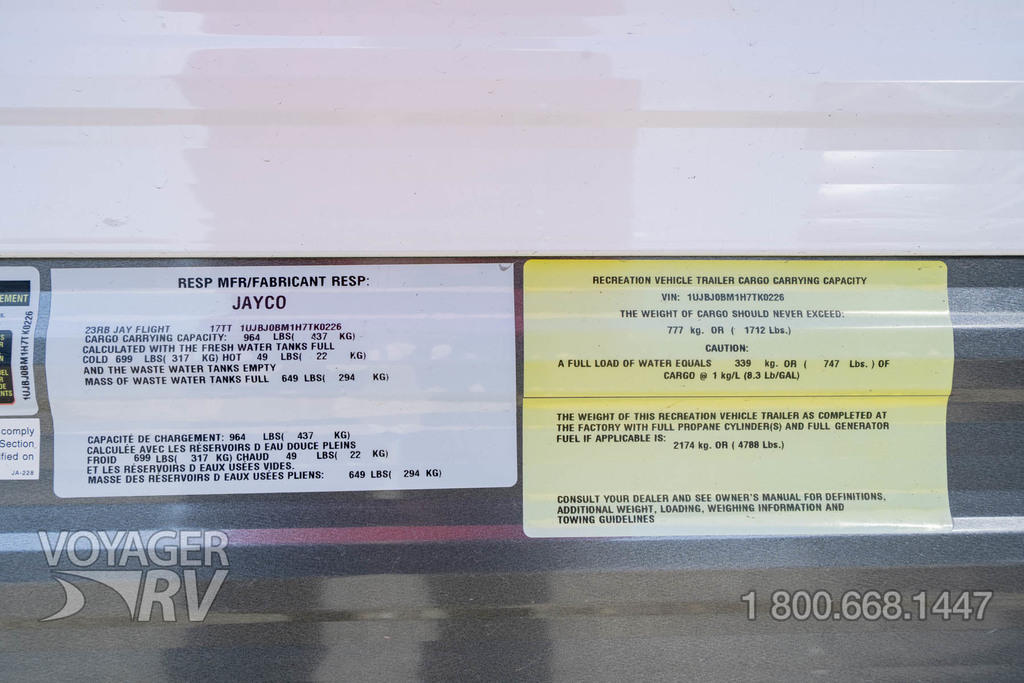 EMENT
1UJBJ0BM1H7TK0226
comply
Section
ified on
JA-228
RESP MFR/FABRICANT RESP:
JAYCO
23RB JAY FLIGHT 17TT 1UJBJ0BM1H7TK0226
CARGO CARRYING CAPACITY: 964 LBS( 437 KG)
CALCULATED WITH THE FRESH WATER TANKS FULL
COLD 699 LBS( 317 KG) HOT 49 LBS( 22 KG)
AND THE WASTE WATER TANKS EMPTY
MASS OF WASTE WATER TANKS FULL 649 LBS( 294 KG)
CAPACITÉ DE CHARGEMENT: 964 LBS( 437 KG)
CALCULÉE AVEC LES RÉSERVOIRS D EAU DOUCE PLEINS
FROID 699 LBS( 317 KG) CHAUD 49 LBS( 22 KG)
ET LES RÉSERVOIRS D EAUX USÉES VIDES.
MASSE DES RÉSERVOIRS D EAUX USÉES PLIENS: 649 LBS( 294 KG)
RECREATION VEHICLE TRAILER CARGO CARRYING CAPACITY
VIN: 1UJBJ0BM1H7TK0226
THE WEIGHT OF CARGO SHOULD NEVER EXCEED:
777 kg. OR ( 1712 Lbs.)
CAUTION:
A FULL LOAD OF WATER EQUALS 339 kg. OR ( 747 Lbs. ) OF
CARGO @ 1 kg/L (8.3 Lb/GAL)
THE WEIGHT OF THIS RECREATION VEHICLE TRAILER AS COMPLETED AT
THE FACTORY WITH FULL PROPANE CYLINDER(S) AND FULL GENERATOR
FUEL IF APPLICABLE IS:
2174 kg. OR ( 4788 Lbs.)
CONSULT YOUR DEALER AND SEE OWNER'S MANUAL FOR DEFINITIONS,
ADDITIONAL WEIGHT, LOADING, WEIGHING INFORMATION AND
TOWING GUIDELINES
VOYAGER
RV
1 800.668.1447